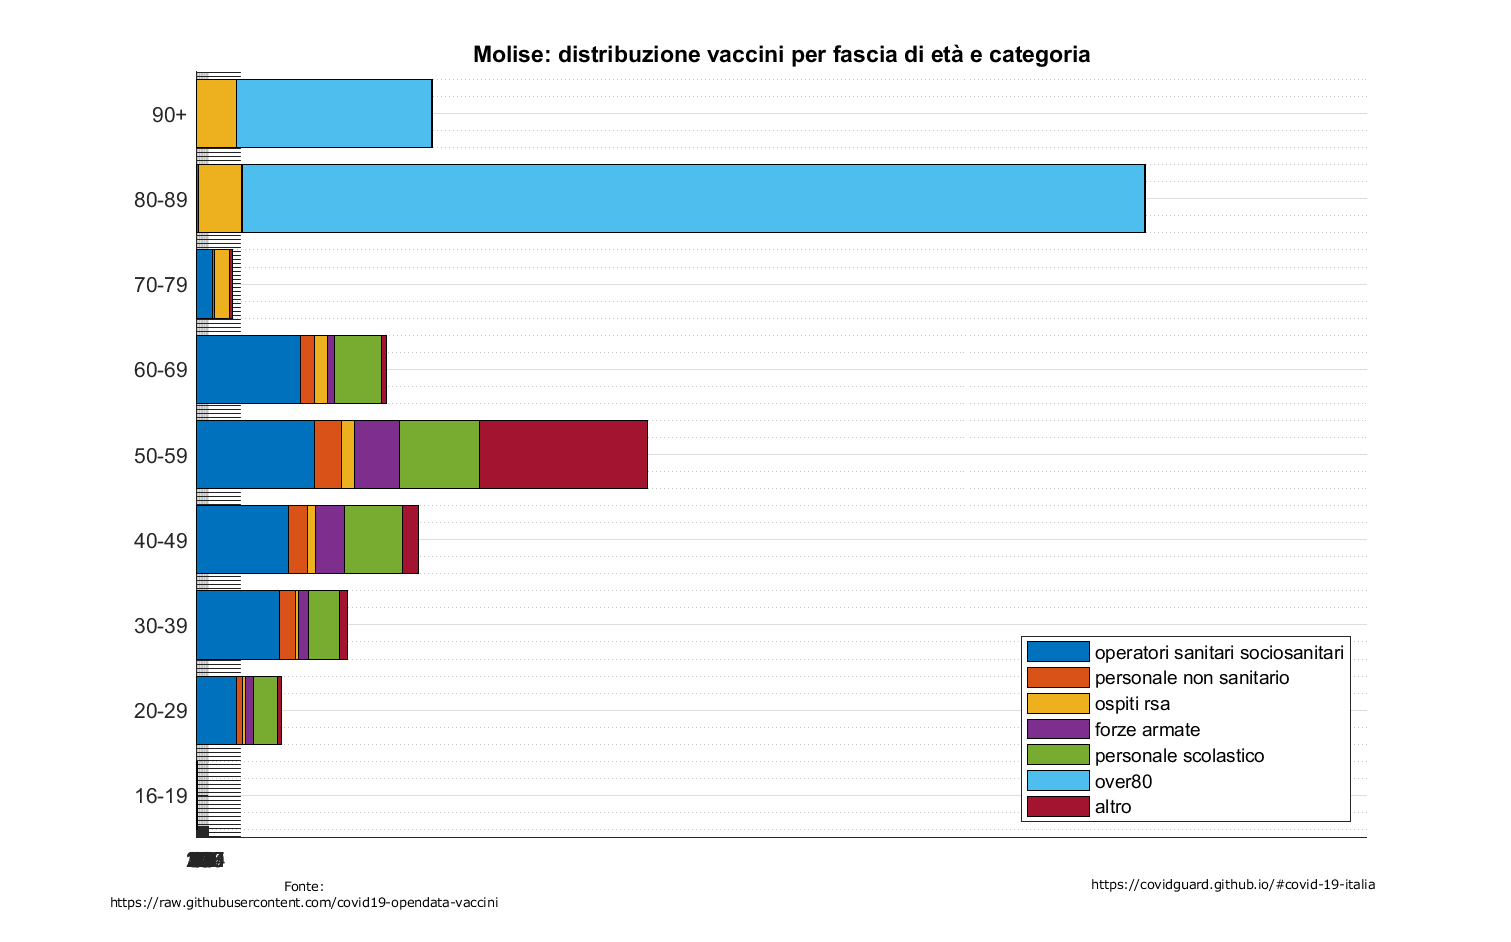 Molise: distribuzione vaccini per fascia di età e categoria
90+
80-89
70-79
60-69
50-59
40-49
30-39
20-29
16-19
operatori sanitari sociosanitari
personale non sanitario
ospiti rsa
forze armate
personale scolastico
over80
altro
Fonte:
https://raw.githubusercontent.com/covid19-opendata-vaccini
https://covidguard.github.io/#covid-19-italia